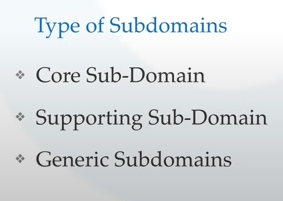 Type of Subdomains
❖ Core Sub-Domain
❖ Supporting Sub-Domain
❖ Generic Subdomains